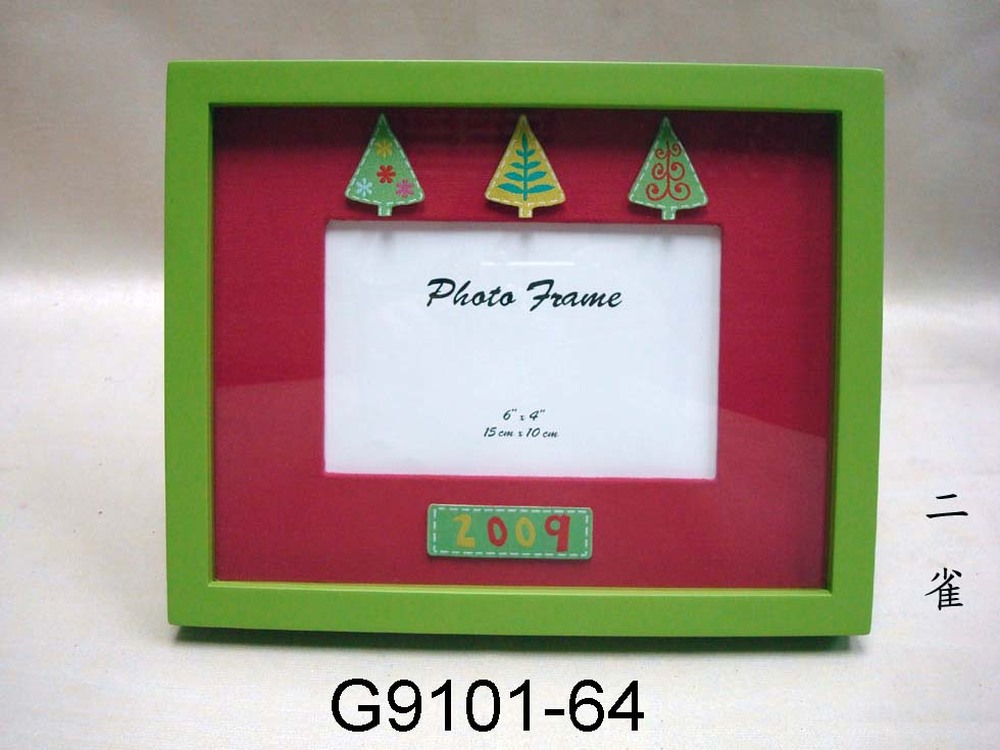 Photo Frame
6" x 4"
15 cm x 10 cm
2009
二
雀
G9101-64